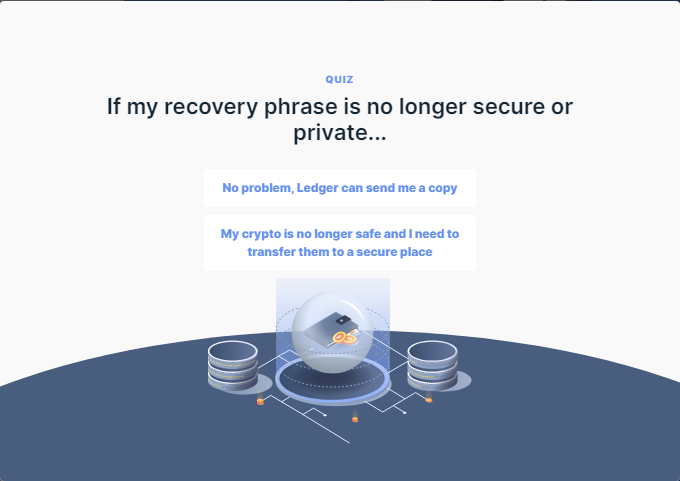 QUIZ
If my recovery phrase is no longer secure or
private...
No problem, Ledger can send me a copy
My crypto is no longer safe and I need to
transfer them to a secure place